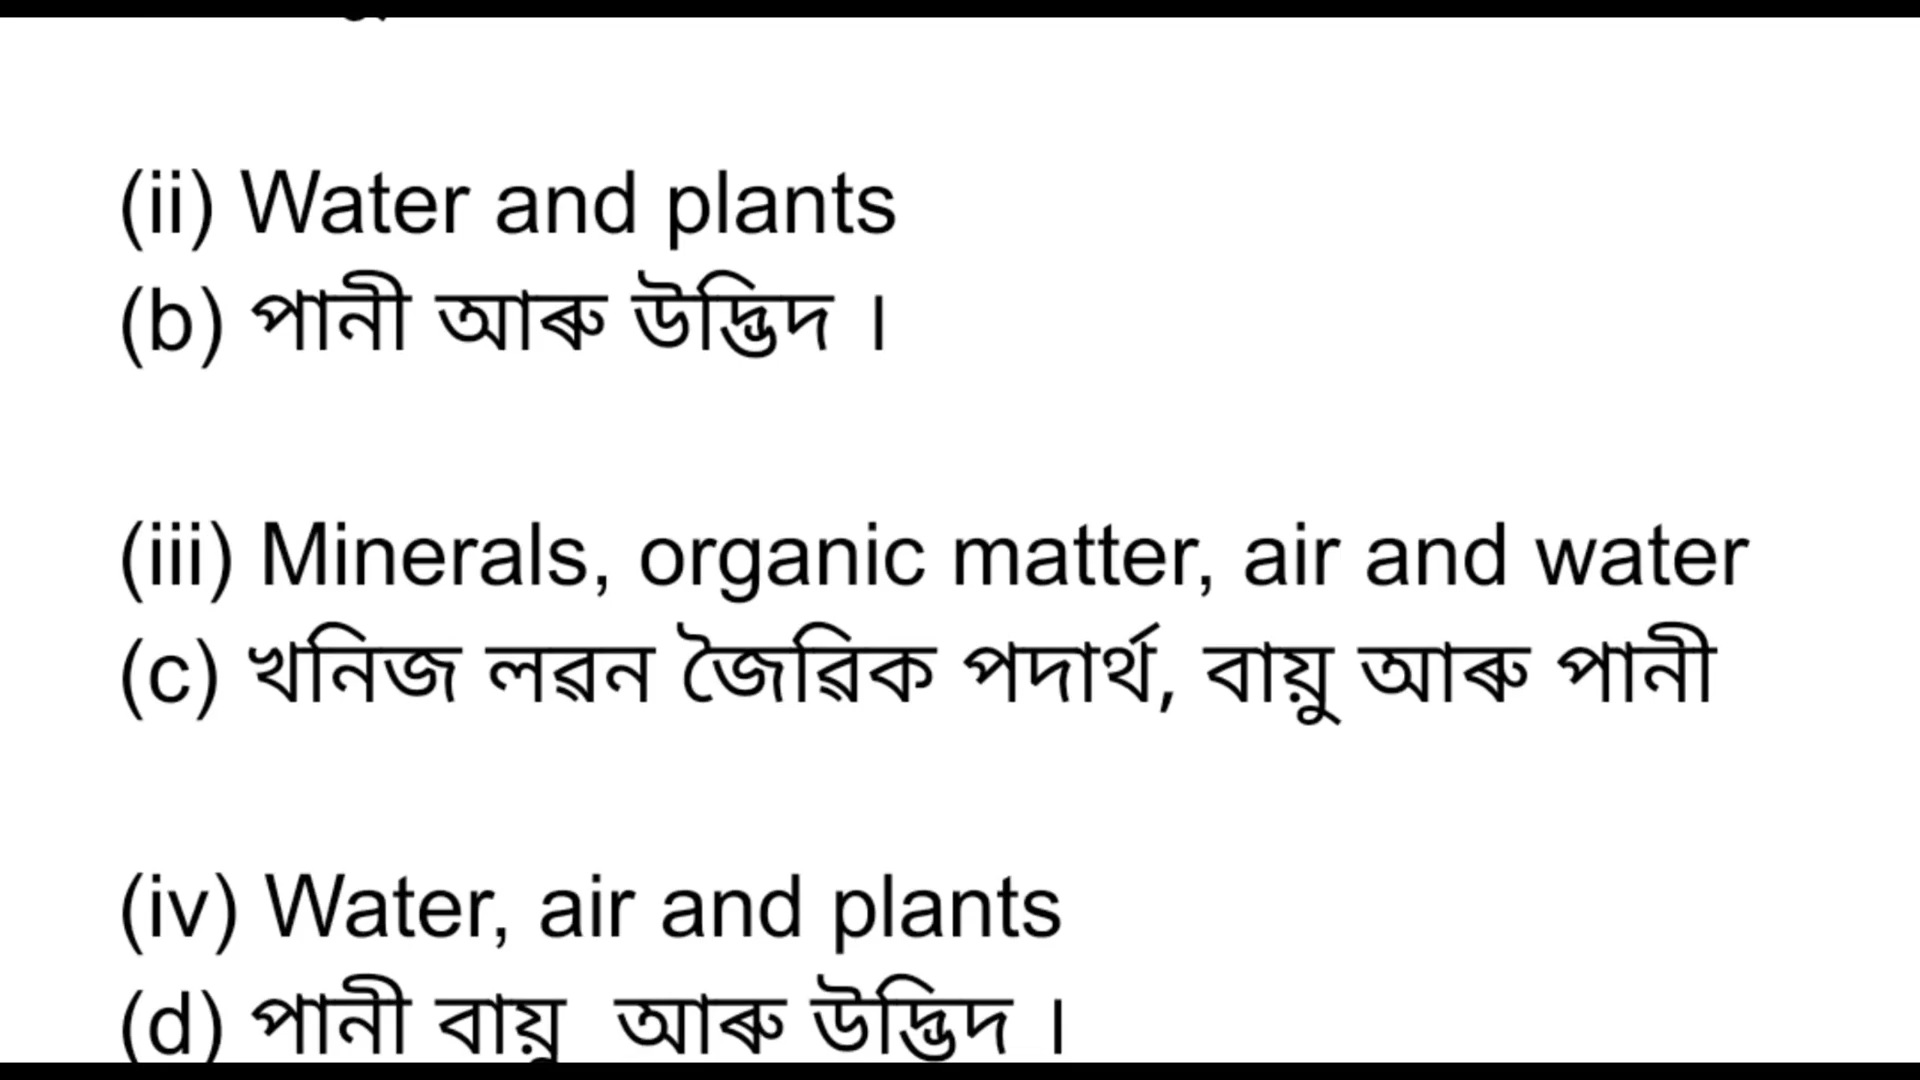 (ii) Water and plants
(b) পানী আৰু উদ্ভিদ ।
(iii) Minerals, organic matter, air and water
(c) খনিজ লৱন জৈৱিক পদাৰ্থ, বায়ু আৰু পানী
(iv) Water, air and plants
(d) পানী বায়ু আৰু উদ্ভিদ ।